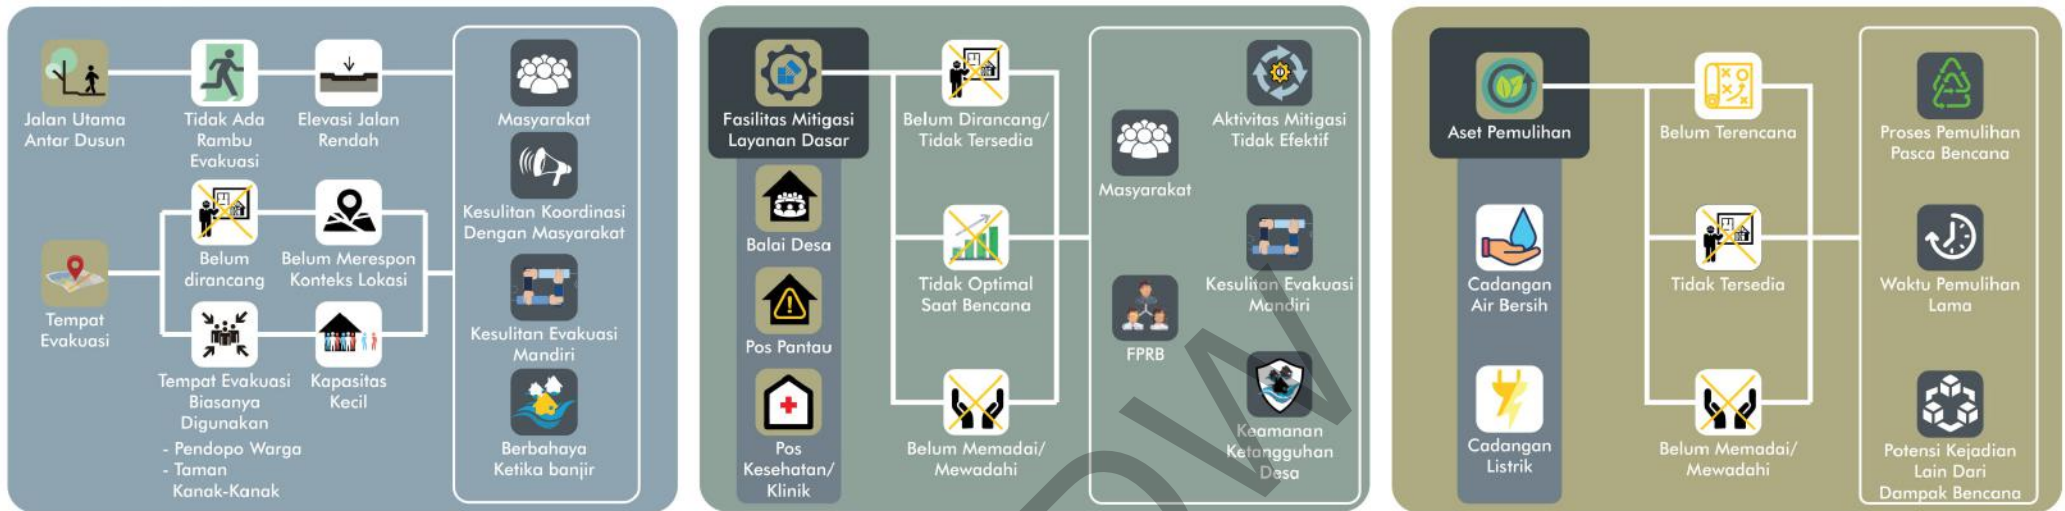 Jalan Utama
Antar Dusun
Tidak Ada
Rambu
Evakuasi
Elevasi Jalan
Rendah
Tempat
Evakuasi
Belum
dirancang
Belum Merespon
Konteks Lokasi
Tempat Evakuasi
Biasanya
Digunakan
- Pendopo Warga
- Taman
Kanak-Kanak
Kapasitas
Kecil
Masyarakat
Kesulitan Koordinasi
Dengan Masyarakat
Kesulitan Evakuasi
Mandiri
Berbahaya
Ketika banjir
Fasilitas Mitigasi
Layanan Dasar
Balai Desa
Pos Pantau
Pos
Kesehatan/
Klinik
Belum Dirancang/
Tidak Tersedia
Tidak Optimal
Saat Bencana
Belum Memadai/
Mewadahi
Masyarakat
FPRB
Aktivitas Mitigasi
Tidak Efektif
Kesulitan Evakuasi
Mandiri
Keamanan
Ketangguhan
Desa
Aset Pemulihan
Cadangan
Air Bersih
Cadangan
Listrik
Belum Terencana
Tidak Tersedia
Belum Memadai/
Mewadahi
Proses Pemulihan
Pasca Bencana
Waktu Pemulihan
Lama
Potensi Kejadian
Lain Dari
Dampak Bencana